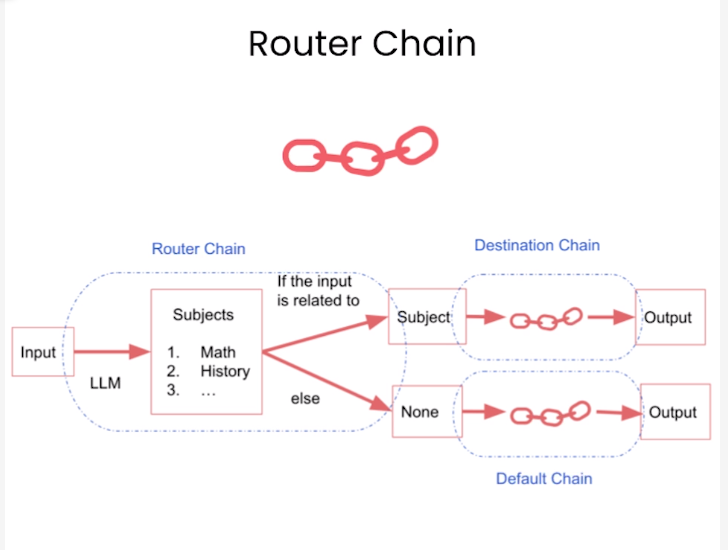 Router Chain
Router Chain
Destination Chain
If the input
is related to
Subjects
1. Math
2. History
3. ...
Input
LLM
else
Subject
Output
None
Output
Default Chain